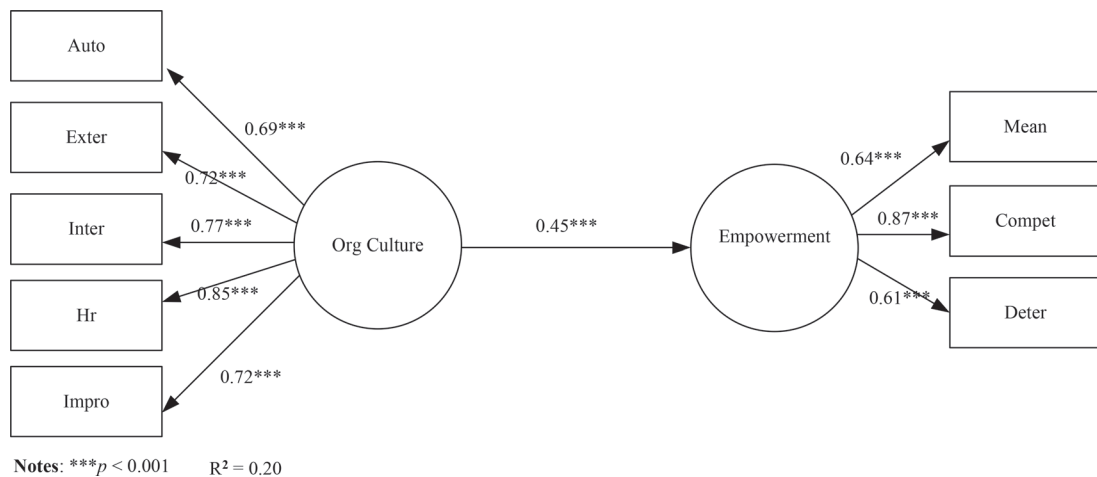 Auto
Exter
Inter
Hr
Impro
0.69***
0.72***
0.77***
0.85***
0.72***
Org Culture
0.45***
Empowerment
0.64***
0.87***
0.61***
Mean
Compet
Deter
Notes: ***p < 0.001 R² = 0.20